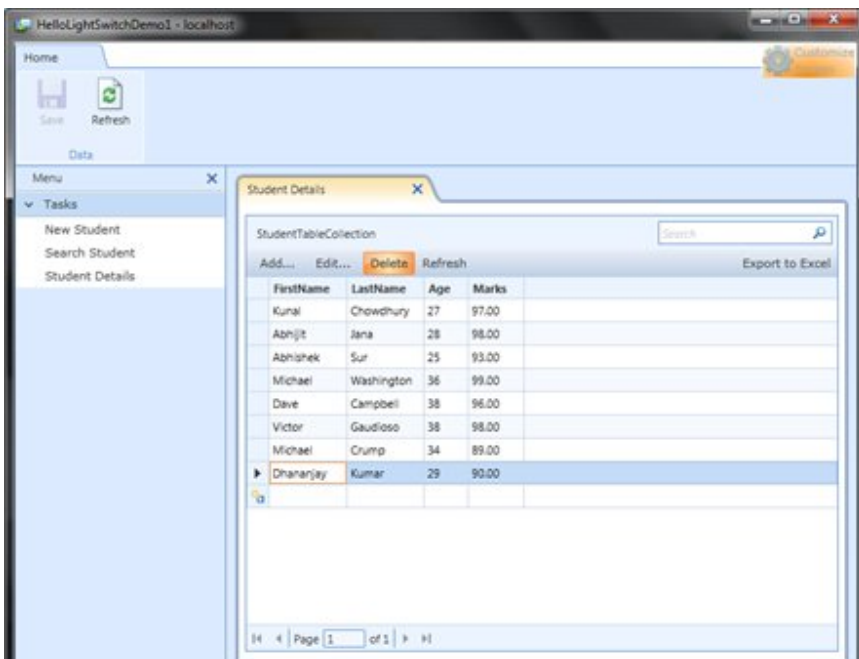 HelloLightSwitchDemo1 - localhost
Home
Customize
Save Refresh
Data
Menu
Tasks
New Student
Search Student
Student Details
Student Details
StudentTableCollection
Search
Add... Edit... Delete Refresh Export to Excel
FirstName LastName Age Marks
Kunal Chowdhury 27 97.00
Abhijit Jana 28 98.00
Abhishek Sur 25 93.00
Michael Washington 36 99.00
Dave Campbell 38 96.00
Victor Gaudioso 38 98.00
Michael Crump 34 89.00
Dhananjay Kumar 29 90.00
Page 1 of 1